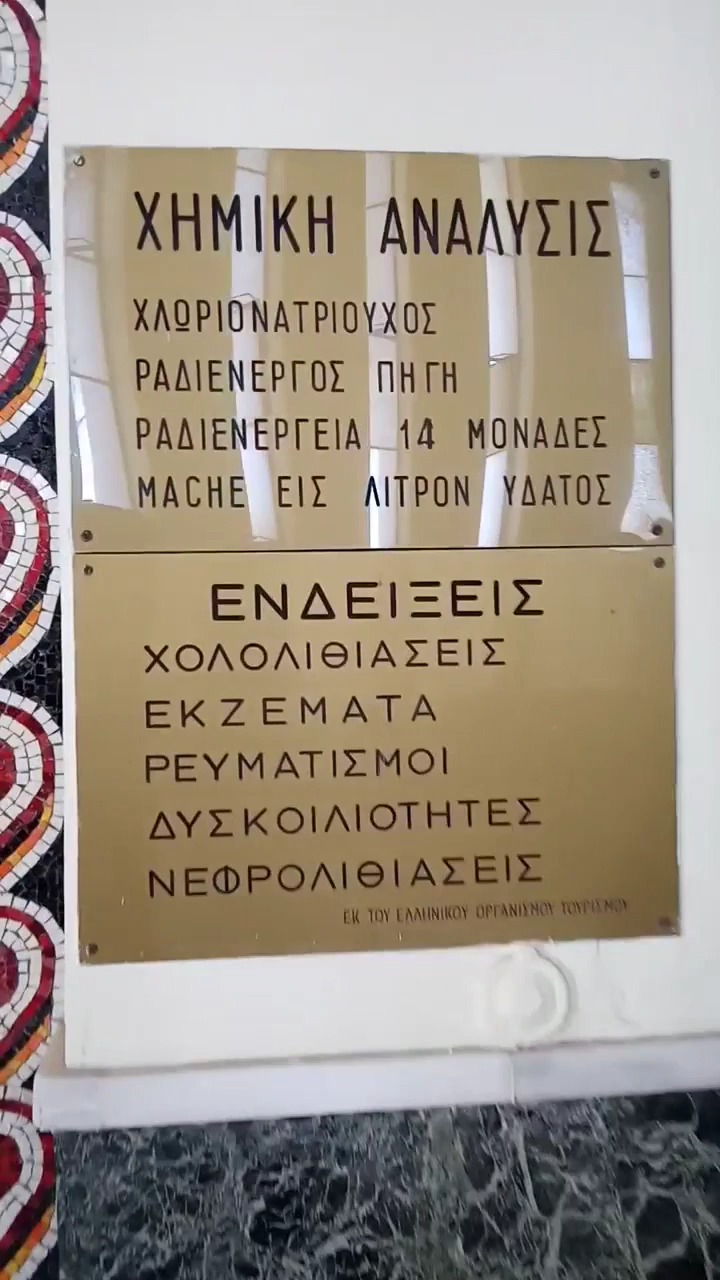 ΧΗΜΙΚΗ ΑΝΑΛΥΣΙΣ
ΧΛΩΡΙΟΝΑΤΡΙΟΥΧΟΣ
ΡΑΔΙΕΝΕΡΓΟΣ ΠΗΓΗ
ΡΑΔΙΕΝΕΡΓΕΙΑ 14 ΜΟΝΑΔΕΣ
MACHE ΕΙΣ ΛΙΤΡΟΝ ΥΔΑΤΟΣ
ΕΝΔΕΙΞΕΙΣ
ΧΟΛΟΛΙΘΙΑΣΕΙΣ
ΕΚΖΕΜΑΤΑ
ΡΕΥΜΑΤΙΣΜΟΙ
ΔΥΣΚΟΙΛΙΟΤΗΤΕΣ
ΝΕΦΡΟΛΙΘΙΑΣΕΙΣ
ΕΚ ΤΟΥ ΕΛΛΗΝΙΚΟΥ ΟΡΓΑΝΙΣΜΟΥ ΤΟΥΡΙΣΜΟΥ